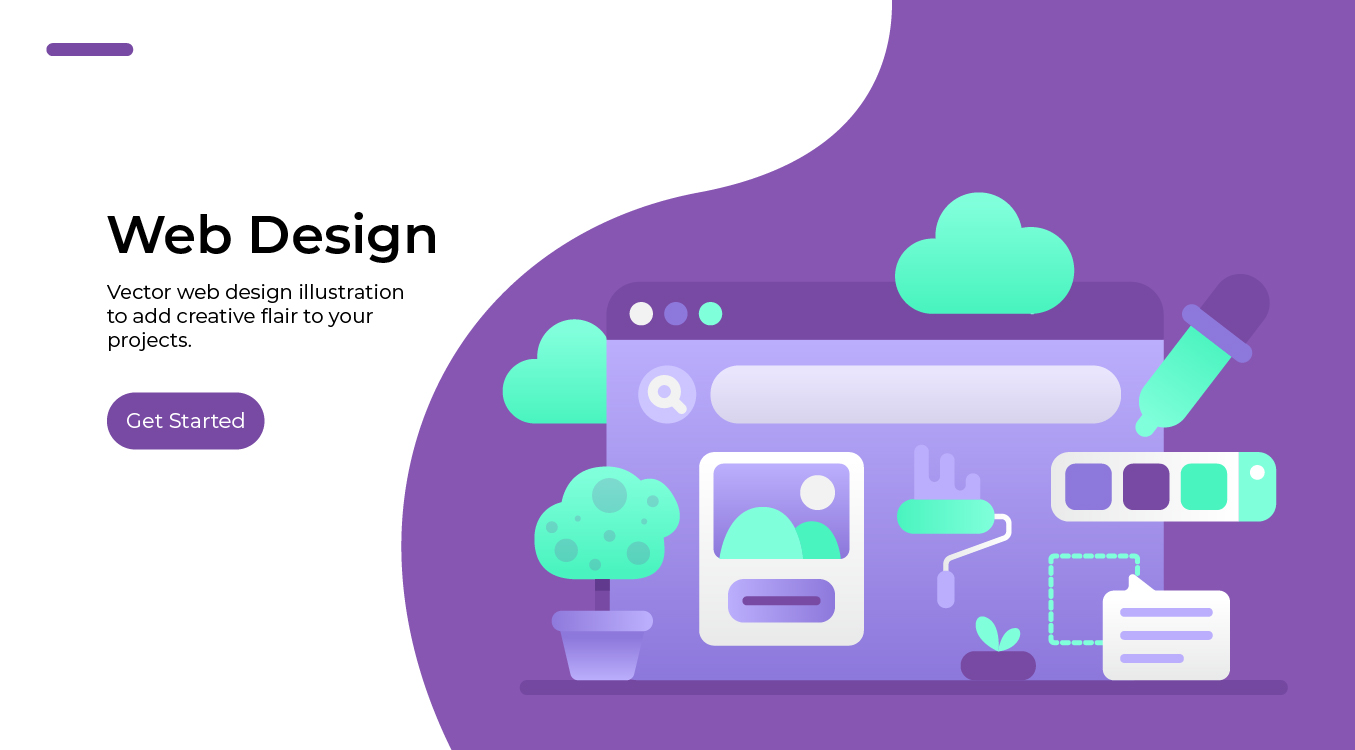 Web Design
Vector web design illustration
to add creative flair to your
projects.
Get Started